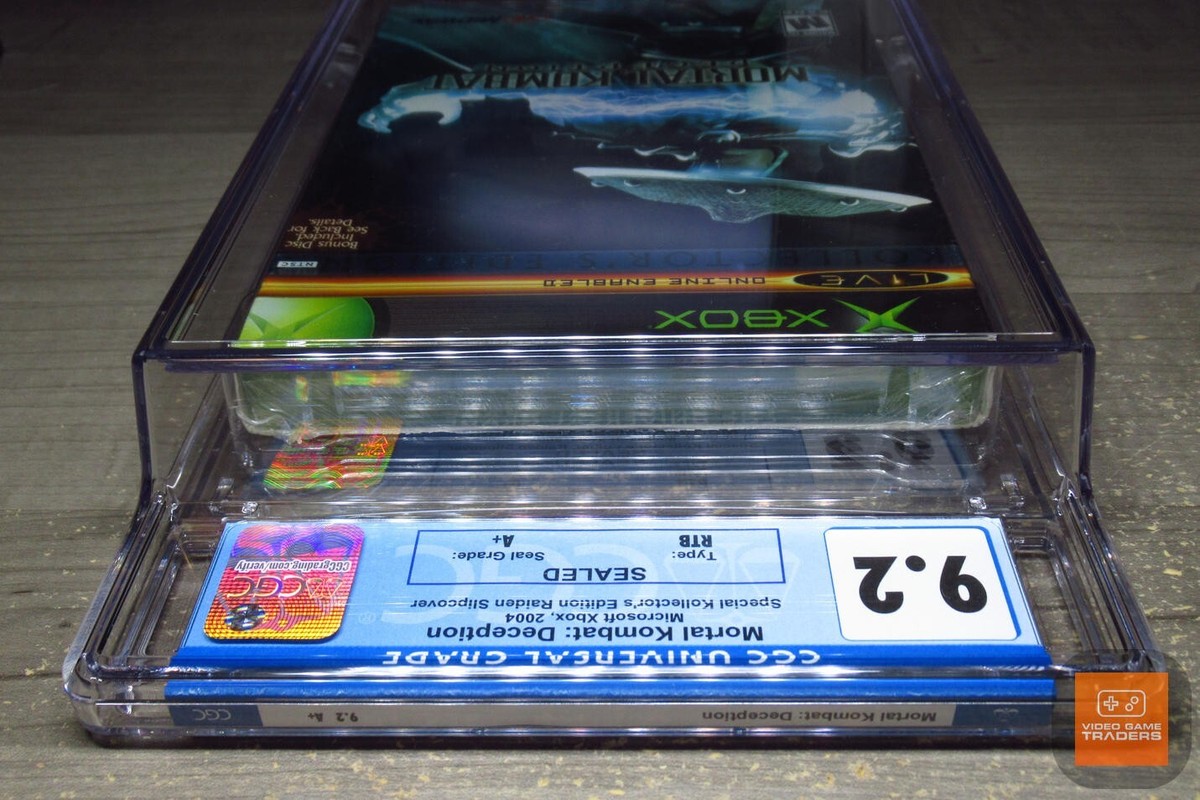 MORTAL KOMBAT
DECEPTION
M
Bonus Disc
Included.
See Back for
Details.
NTSC
KOLLECTOR'S EDITION
LIVE ONLINE ENABLED
XBOX
CGC UNIVERSAL GRADE
Mortal Kombat: Deception
Microsoft Xbox, 2004
Special Kollector's Edition Raiden Slipcover
SEALED
Type: Seal Grade:
RTB A+
9.2
CGC
CGCgrading.com/verify
Mortal Kombat: Deception 9.2 A+ CGC
VIDEO GAME
TRADERS